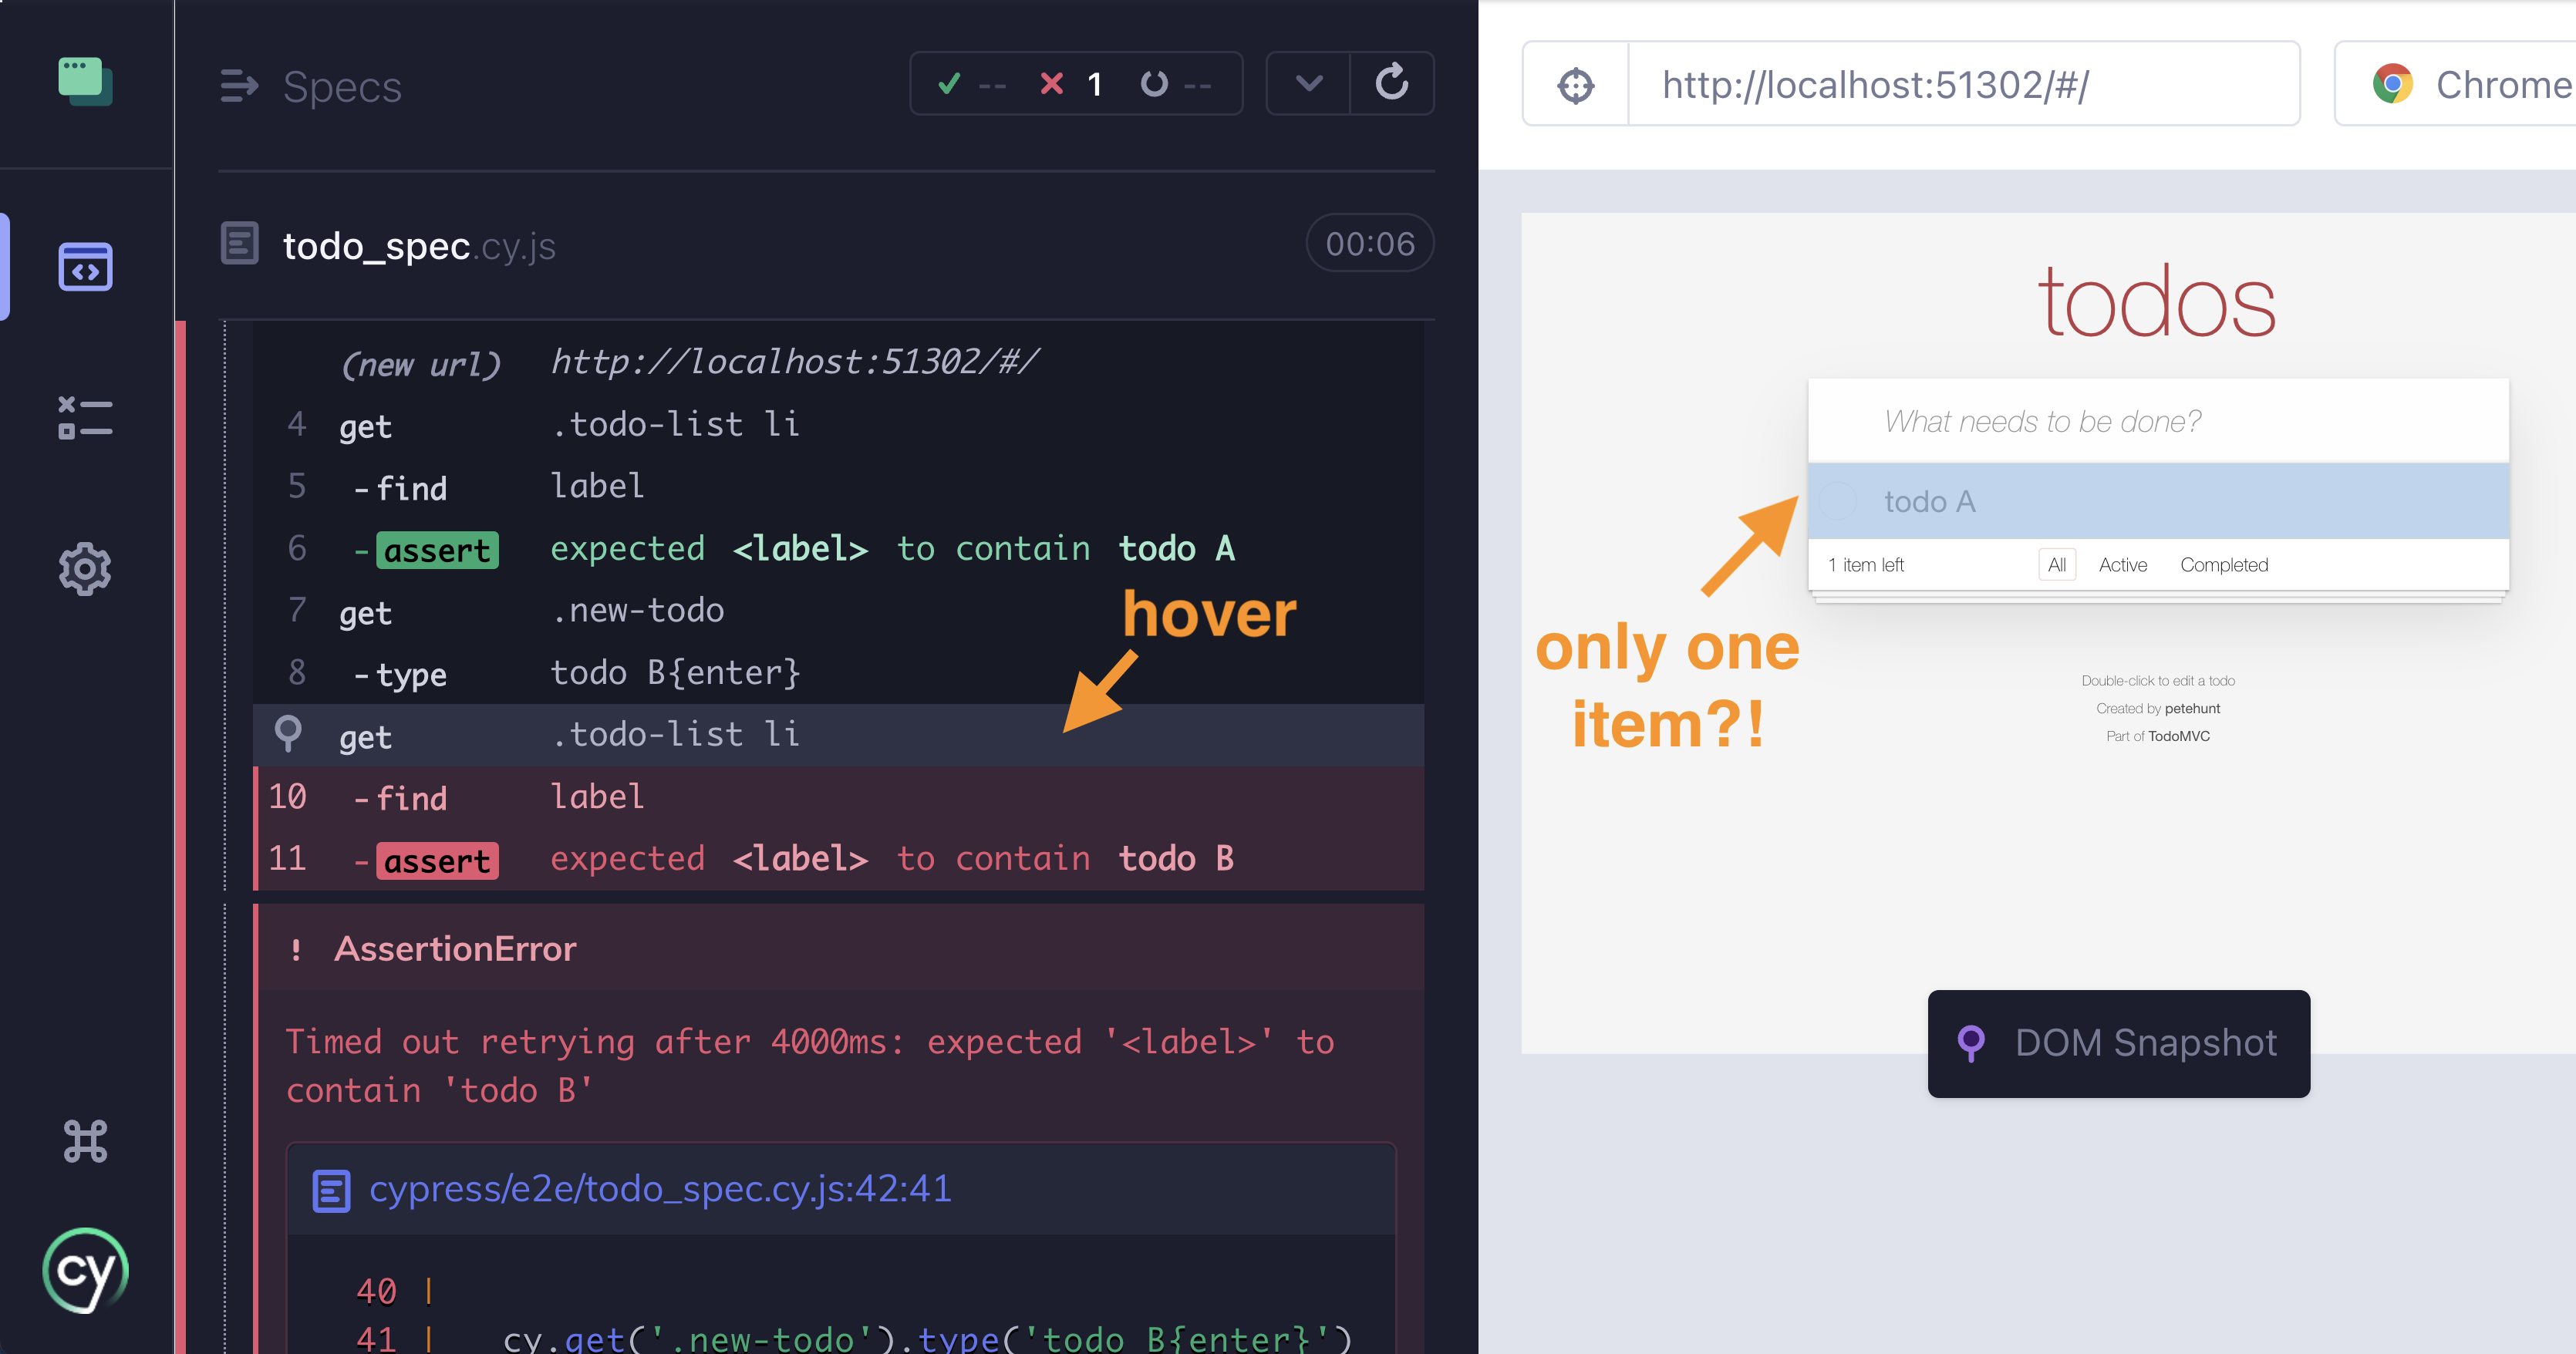 Specs
-- 1 --
todo_spec.cy.js
00:06
(new url) http://localhost:51302/#/
4 get .todo-list li
5 -find label
6 -assert expected <label> to contain todo A
7 get .new-todo
8 -type todo B{enter}
get .todo-list li
10 -find label
11 -assert expected <label> to contain todo B
hover
! AssertionError
Timed out retrying after 4000ms: expected '<label>' to
contain 'todo B'
cypress/e2e/todo_spec.cy.js:42:41
40 |
41 | cy.get('.new-todo').type('todo B{enter}')
cy
http://localhost:51302/#/
Chrome
todos
What needs to be done?
todo A
1 item left All Active Completed
only one
item?!
Double-click to edit a todo
Created by petehunt
Part of TodoMVC
DOM Snapshot